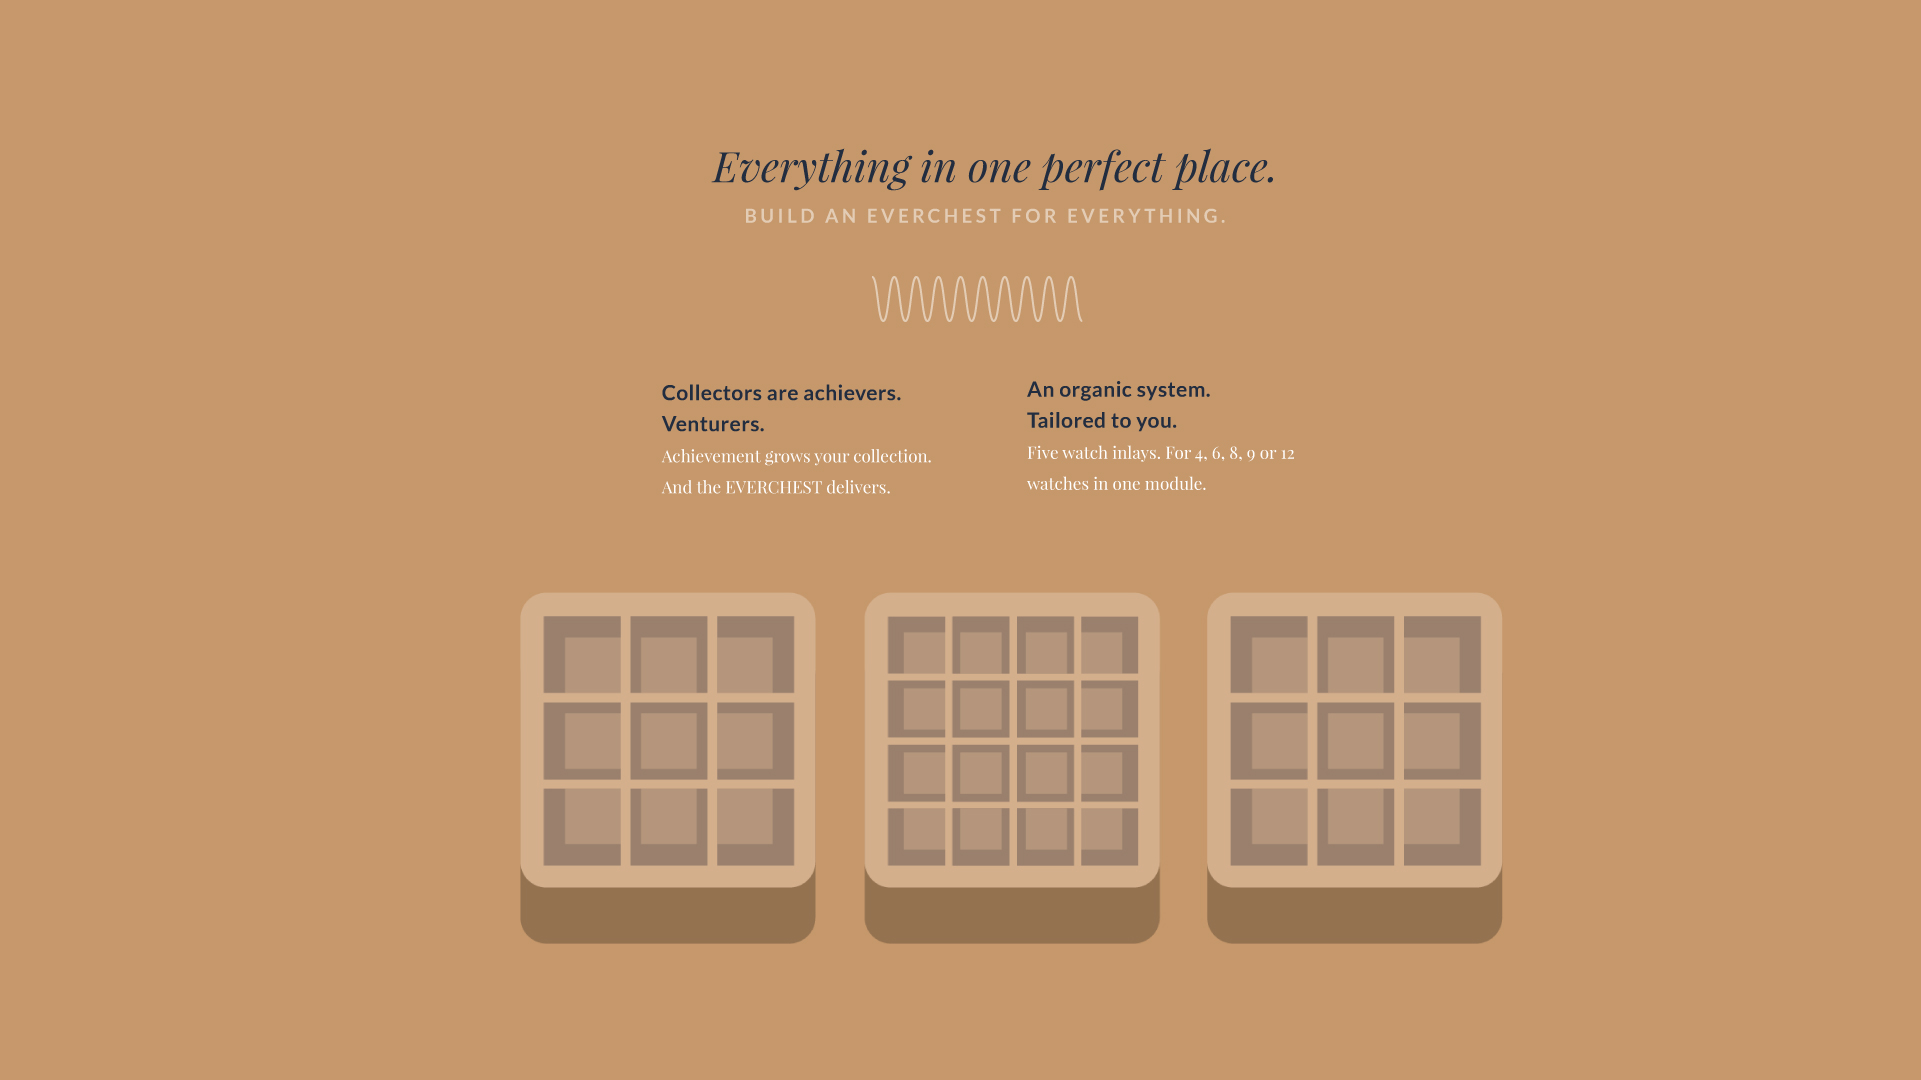 Everything in one perfect place.
BUILD AN EVERCHEST FOR EVERYTHING.
Collectors are achievers.
Venturers.
Achievement grows your collection.
And the EVERCHEST delivers.
An organic system.
Tailored to you.
Five watch inlays. For 4, 6, 8, 9 or 12
watches in one module.